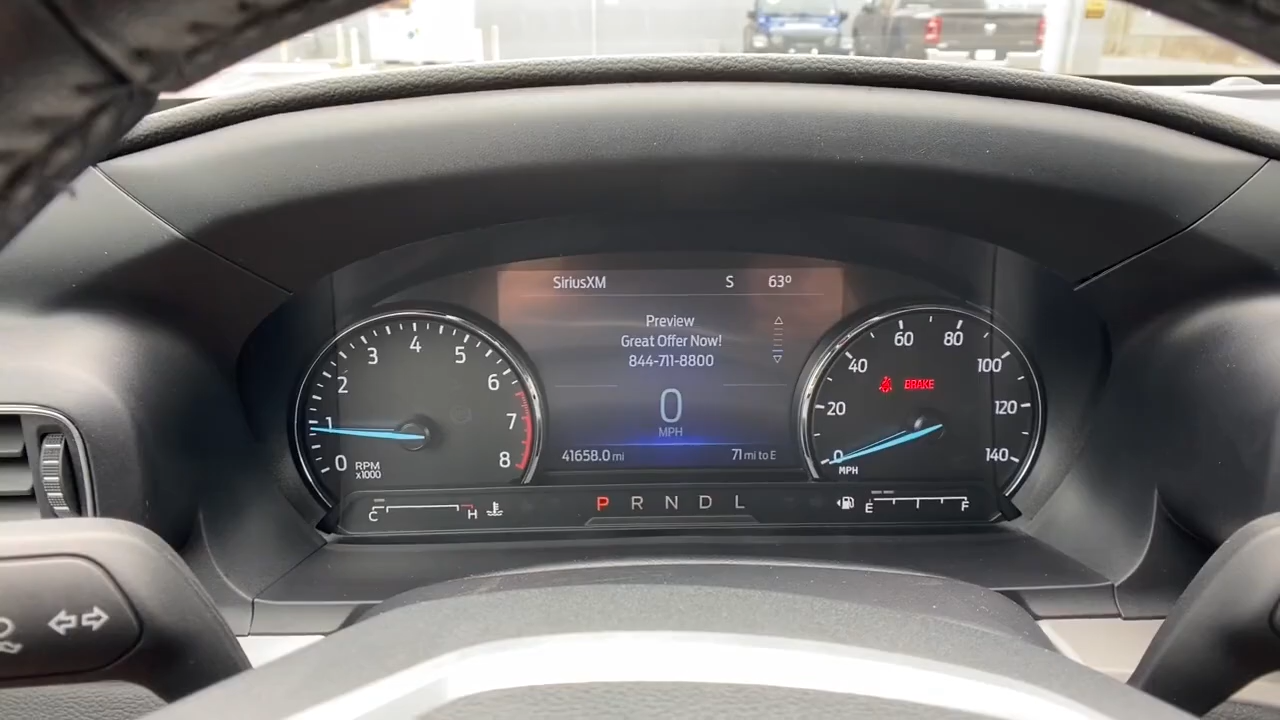 SiriusXM S 63º
Preview
Great Offer Now!
844-711-8800
0
MPH
41658.0 mi 71 mi to E
0 1 2 3 4 5 6 7 8
RPM
x1000
0 20 40 60 80 100 120 140
MPH
BRAKE
C H
P R N D L
E F